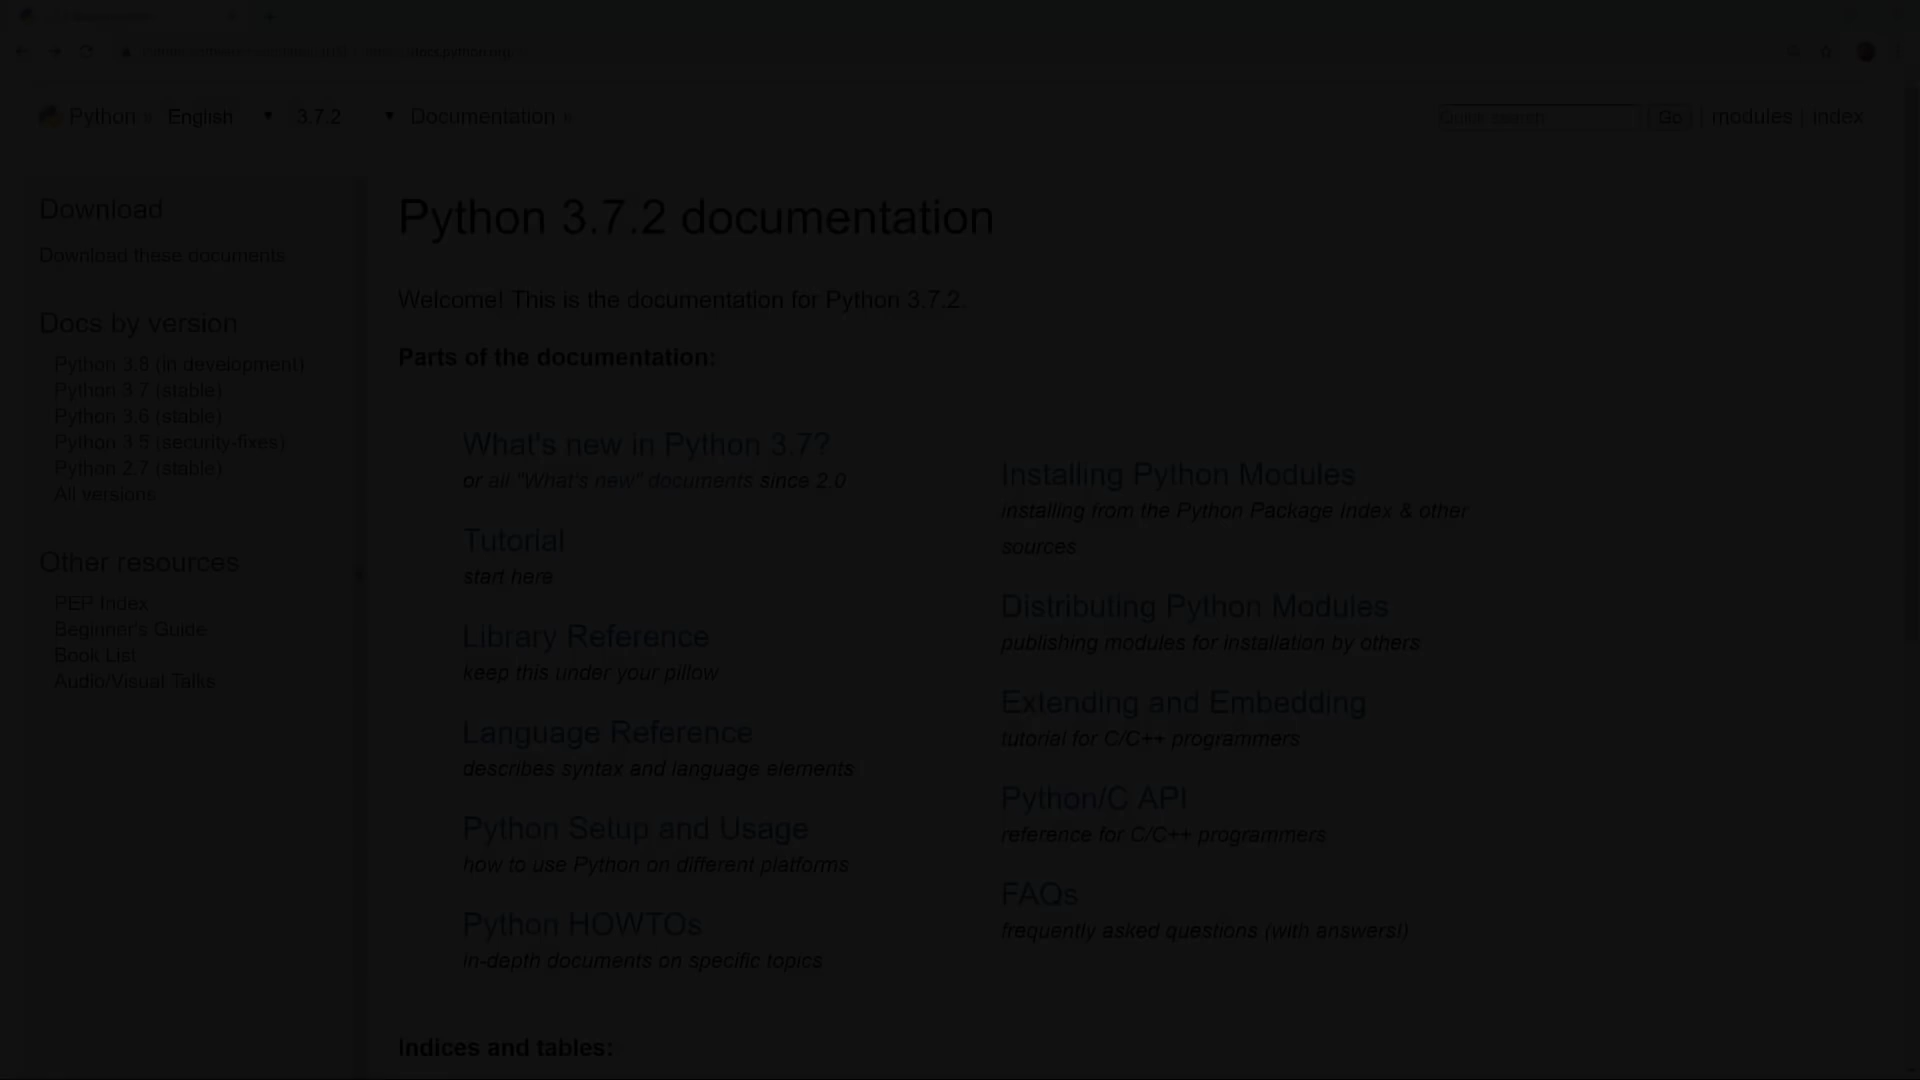 docs.python.org
Python » English 3.7.2 Documentation »
Quick search Go | modules | index
Download
Download these documents
Docs by version
Python 3.8 (in development)
Python 3.7 (stable)
Python 3.6 (stable)
Python 3.5 (security-fixes)
Python 2.7 (stable)
All versions
Other resources
PEP Index
Beginner's Guide
Book List
Audio/Visual Talks
Python 3.7.2 documentation
Welcome! This is the documentation for Python 3.7.2.
Parts of the documentation:
What's new in Python 3.7?
or all "What's new" documents since 2.0
Tutorial
start here
Library Reference
keep this under your pillow
Language Reference
describes syntax and language elements
Python Setup and Usage
how to use Python on different platforms
Python HOWTOs
in-depth documents on specific topics
Installing Python Modules
installing from the Python Package Index & other
sources
Distributing Python Modules
publishing modules for installation by others
Extending and Embedding
tutorial for C/C++ programmers
Python/C API
reference for C/C++ programmers
FAQs
frequently asked questions (with answers!)
Indices and tables: